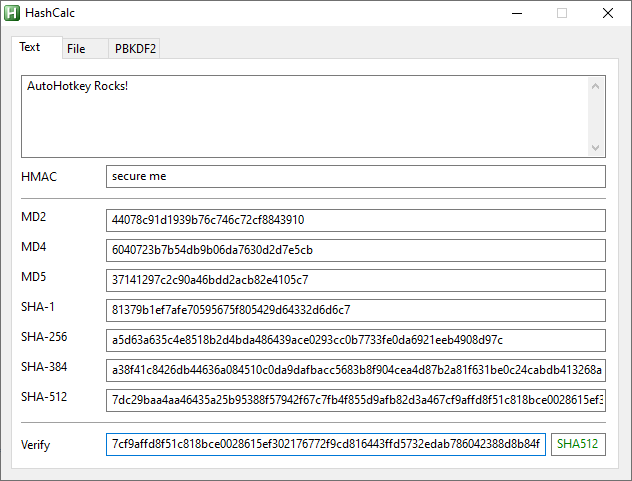 HashCalc
Text File PBKDF2
AutoHotkey Rocks!
HMAC secure me
MD2 44078c91d1939b76c746c72cf8843910
MD4 6040723b7b54db9b06da7630d2d7e5cb
MD5 37141297c2c90a46bdd2acb82e4105c7
SHA-1 81379b1ef7afe70595675f805429d64332d6d6c7
SHA-256 a5d63a635c4e8518b2d4bda486439ace0293cc0b7733fe0da6921eeb4908d97c
SHA-384 a38f41c8426db44636a084510c0da9dafbacc5683b8f904cea4d87b2a81f631be0c24cabdb413268a
SHA-512 7dc29baa4aa46435a25b95388f57942f67c7fb4f855d9afb82d3a467cf9affd8f51c818bce0028615ef3
Verify 7cf9affd8f51c818bce0028615ef302176772f9cd816443ffd5732edab786042388d8b84f SHA512